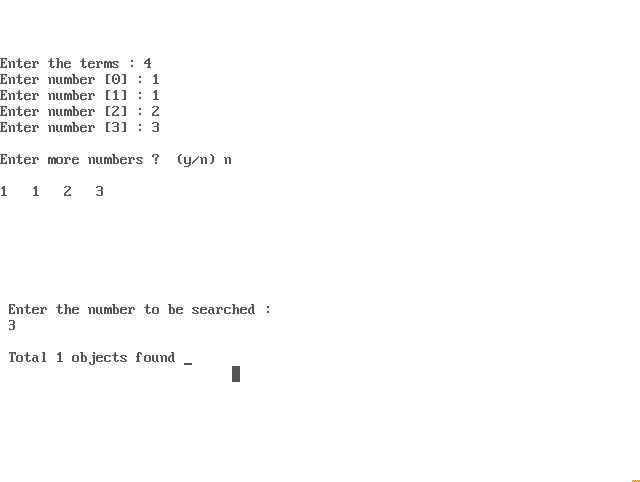 Enter the terms : 4
Enter number [0] : 1
Enter number [1] : 1
Enter number [2] : 2
Enter number [3] : 3
Enter more numbers ?  (y/n) n
1   1   2   3
Enter the number to be searched :
3
Total 1 objects found _